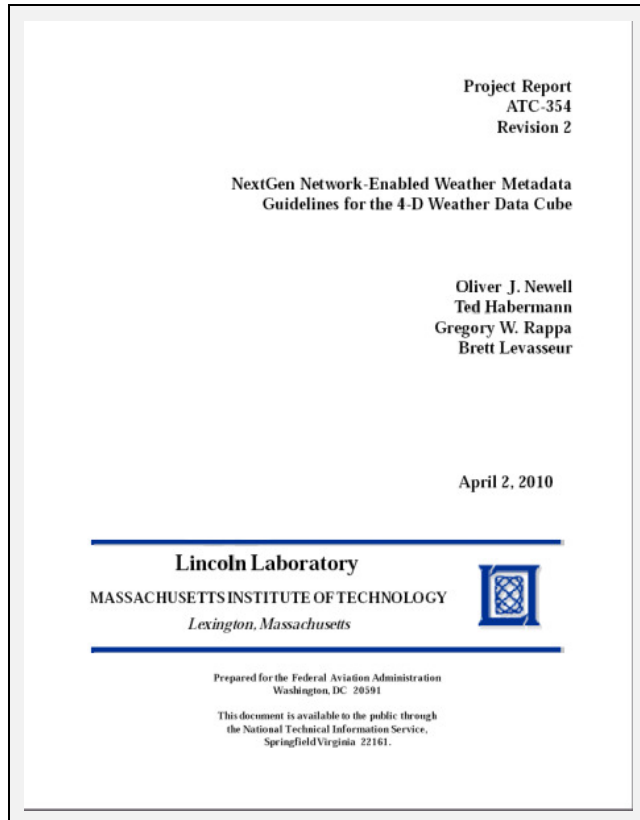 Project Report
ATC-354
Revision 2
NextGen Network-Enabled Weather Metadata
Guidelines for the 4-D Weather Data Cube
Oliver J. Newell
Ted Habermann
Gregory W. Rappa
Brett Levasseur
April 2, 2010
Lincoln Laboratory
MASSACHUSETTS INSTITUTE OF TECHNOLOGY
Lexington, Massachusetts
Prepared for the Federal Aviation Administration
Washington, DC 20591
This document is available to the public through
the National Technical Information Service,
Springfield Virginia 22161.